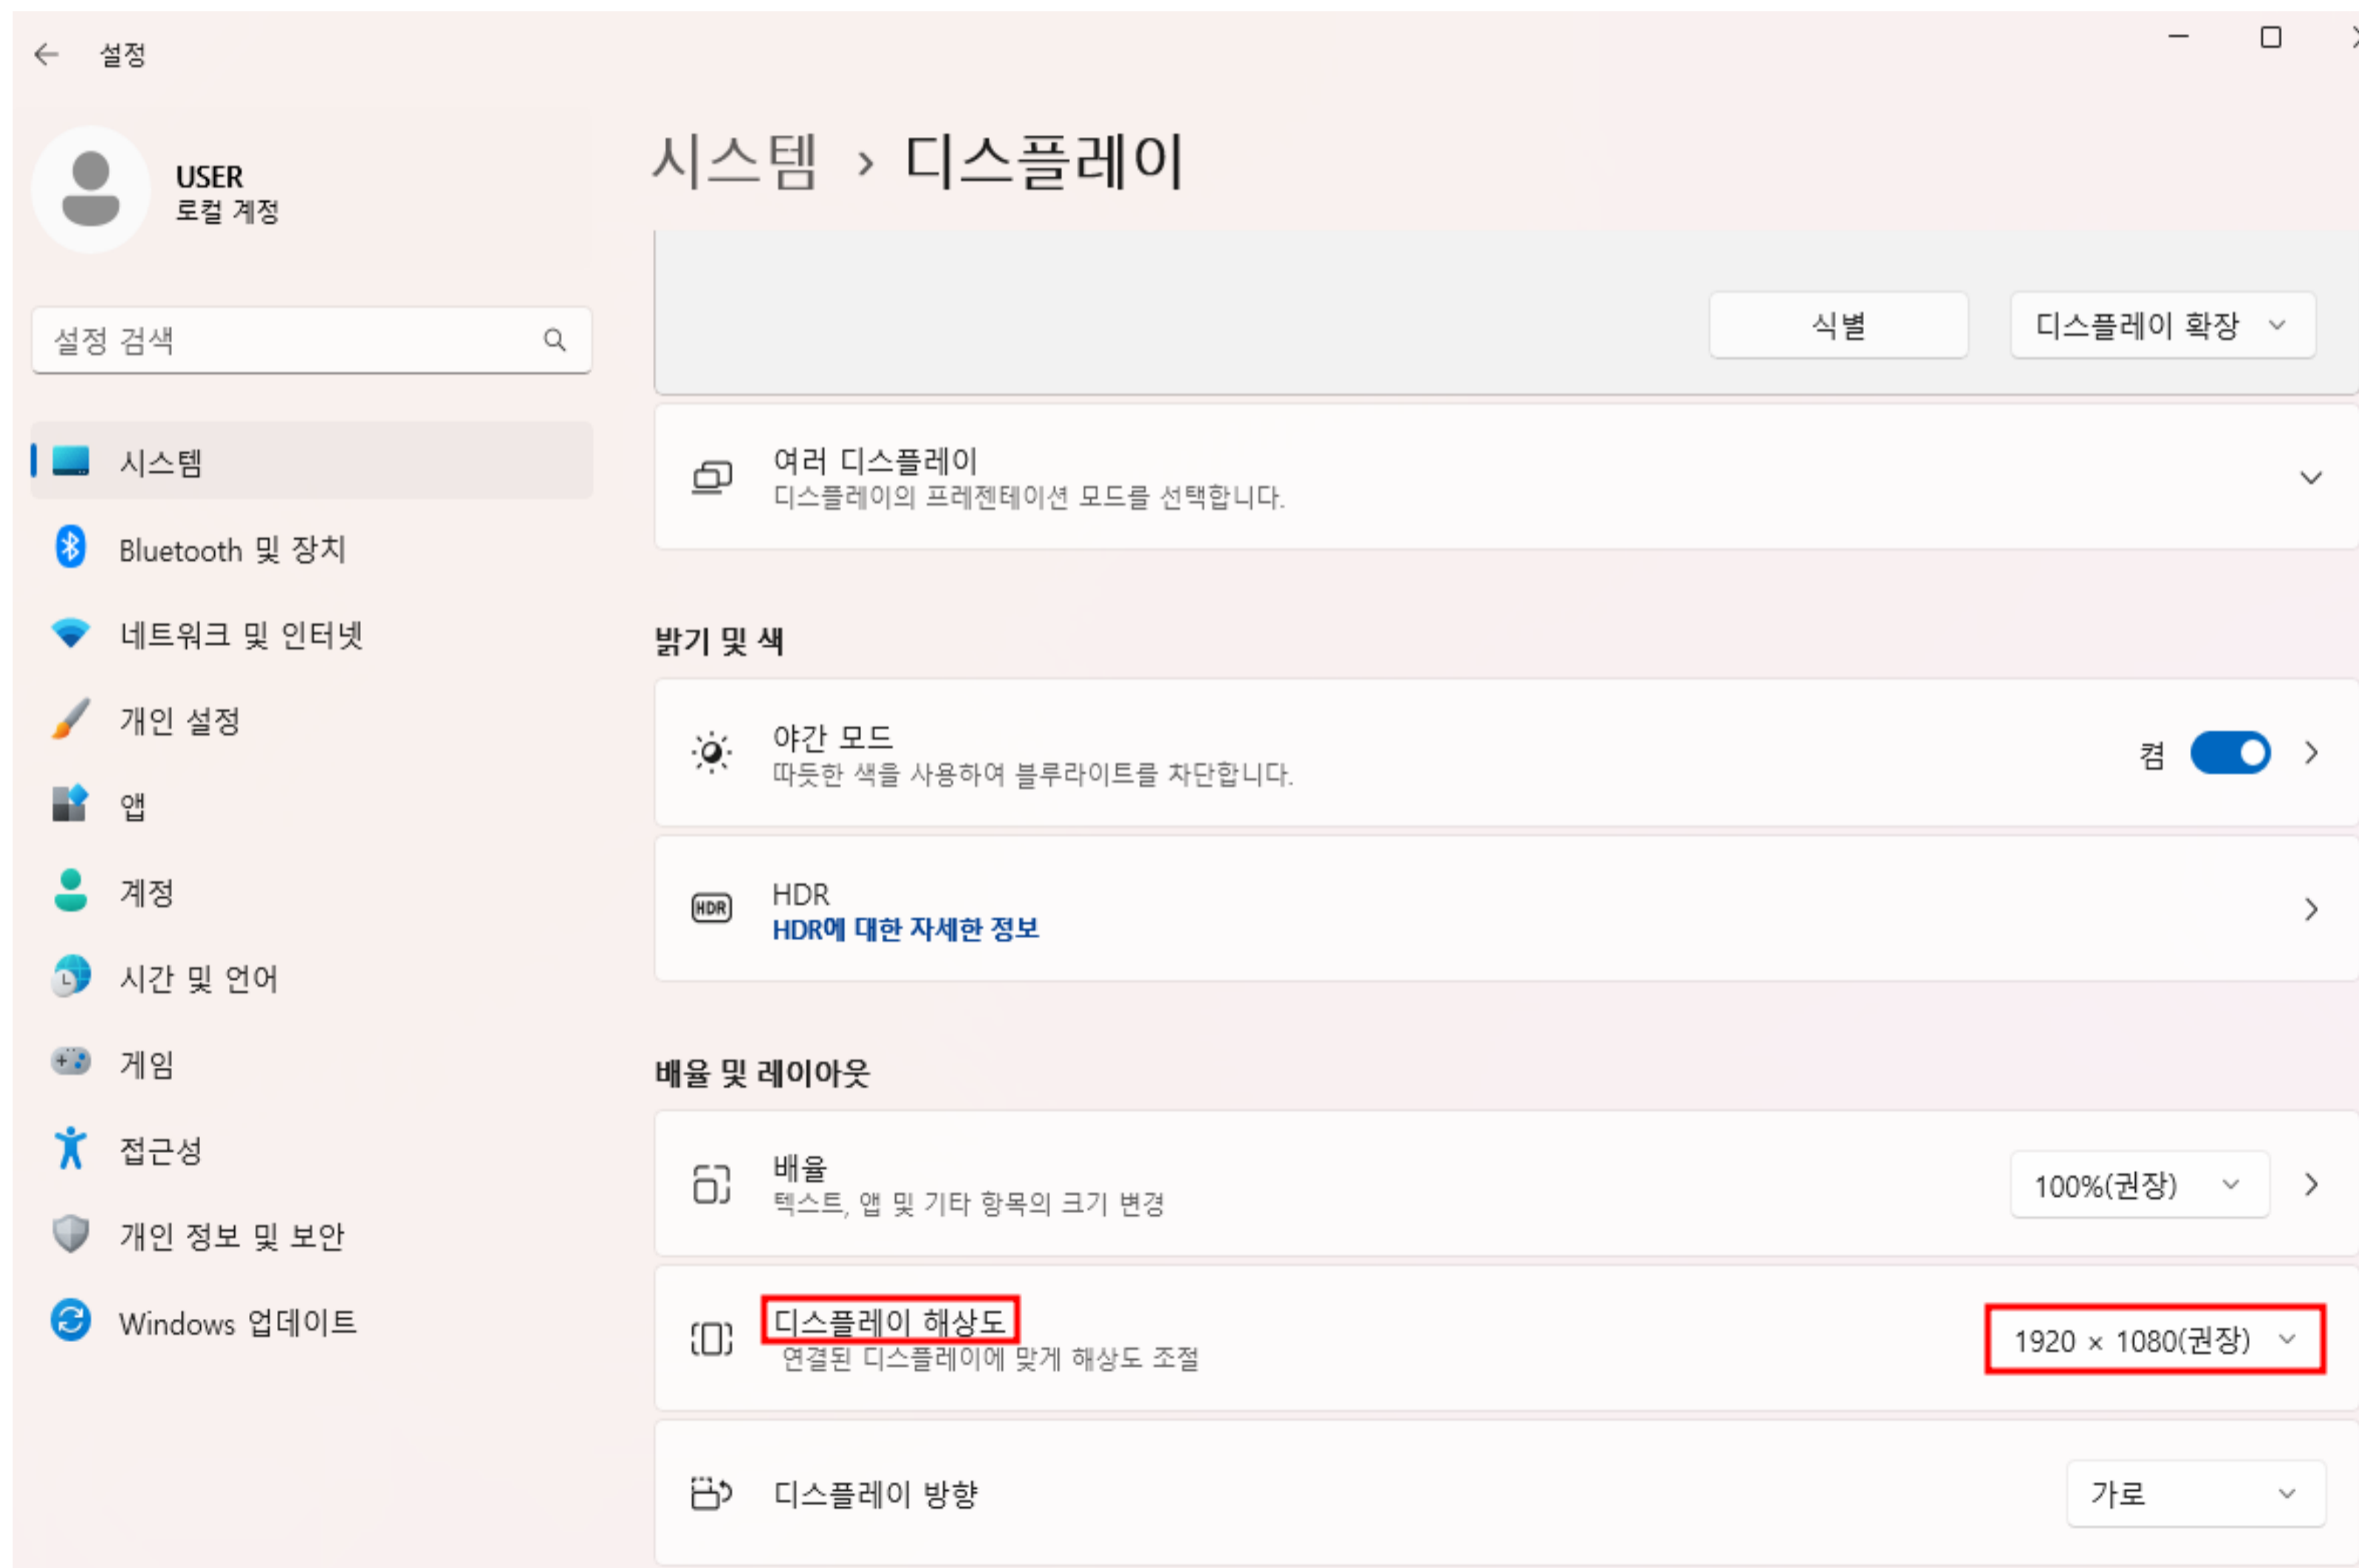 설정
USER
로컬 계정
설정 검색
시스템
Bluetooth 및 장치
네트워크 및 인터넷
개인 설정
앱
계정
시간 및 언어
게임
접근성
개인 정보 및 보안
Windows 업데이트
시스템 › 디스플레이
식별
디스플레이 확장
여러 디스플레이
디스플레이의 프레젠테이션 모드를 선택합니다.
밝기 및 색
야간 모드
따듯한 색을 사용하여 블루라이트를 차단합니다.
켬
HDR
HDR
HDR에 대한 자세한 정보
배율 및 레이아웃
배율
텍스트, 앱 및 기타 항목의 크기 변경
100%(권장)
디스플레이 해상도
연결된 디스플레이에 맞게 해상도 조절
1920 × 1080(권장)
디스플레이 방향
가로